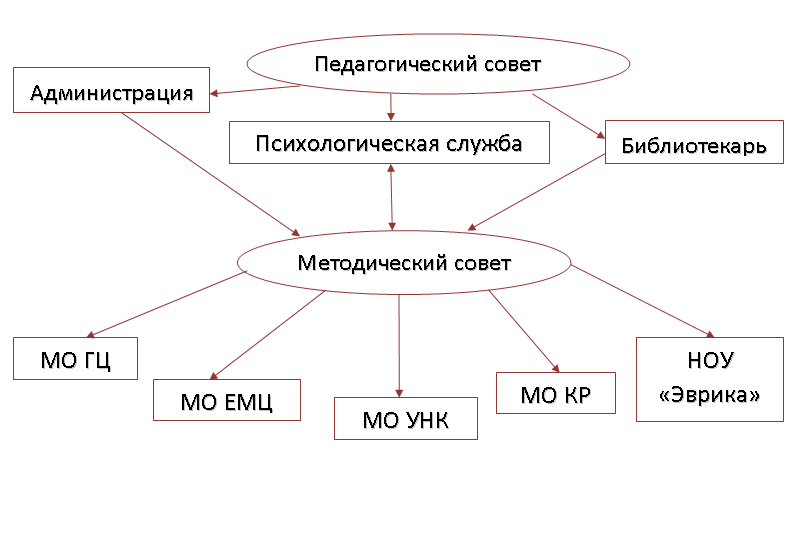 Педагогический совет
Администрация
Психологическая служба
Библиотекарь
Методический совет
МО ГЦ
МО ЕМЦ
МО УНК
МО КР
НОУ
«Эврика»